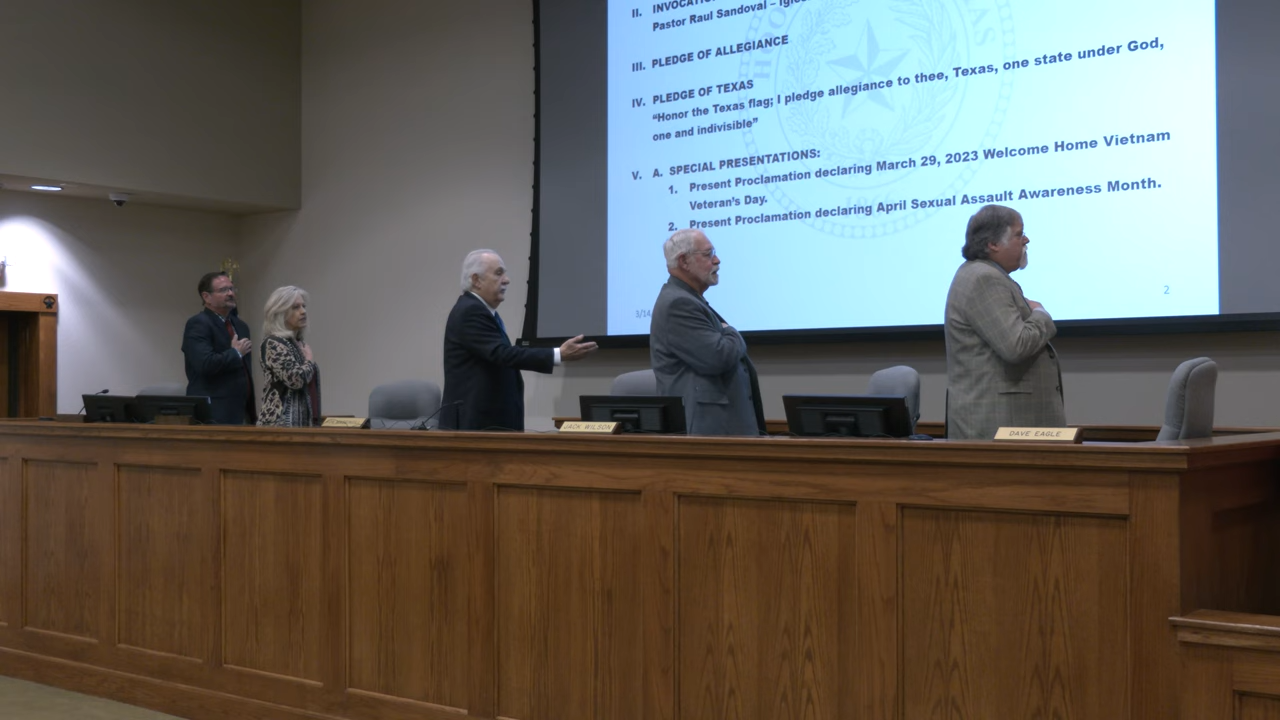 II. INVOCATION
Pastor Raul Sandoval –
III. PLEDGE OF ALLEGIANCE
IV. PLEDGE OF TEXAS
“Honor the Texas flag; I pledge allegiance to thee, Texas, one state under God,
one and indivisible”
V. A. SPECIAL PRESENTATIONS:
1. Present Proclamation declaring March 29, 2023 Welcome Home Vietnam
Veteran’s Day.
2. Present Proclamation declaring April Sexual Assault Awareness Month.
2
3/14
JACK WILSON
DAVE EAGLE